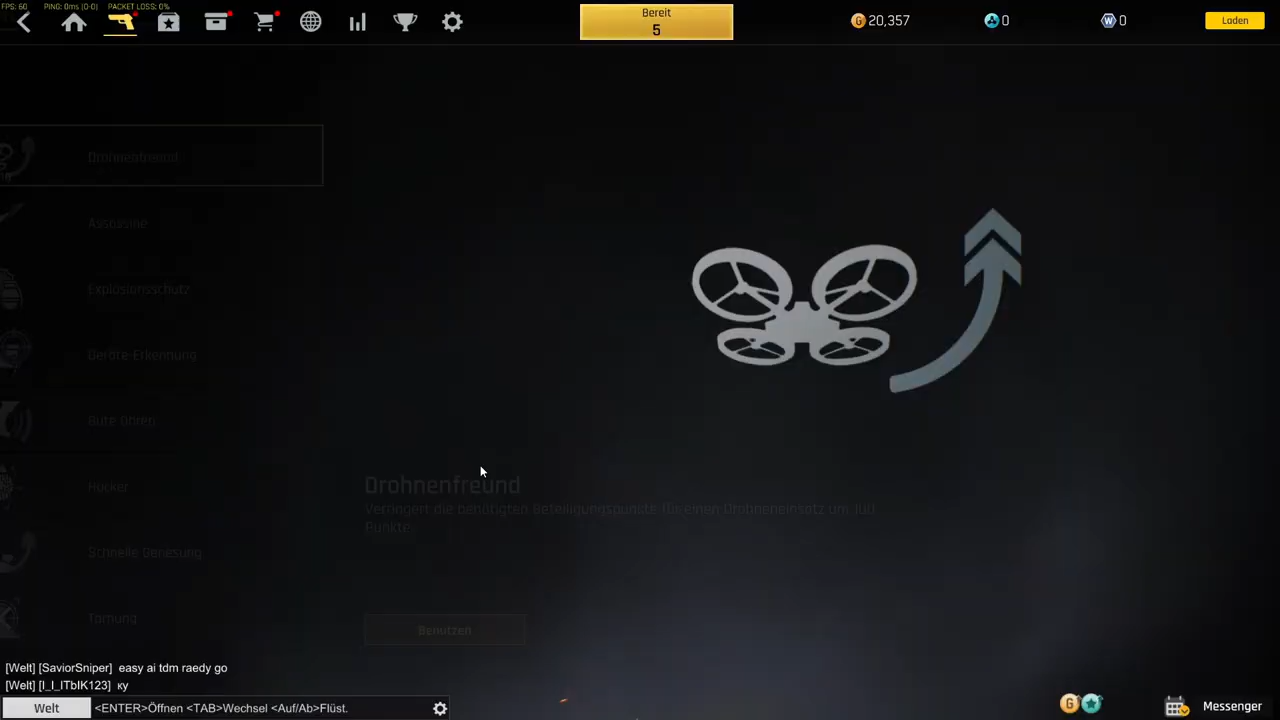 FPS: 60 PING: 0ms (0-0) PACKET LOSS: 0%
Bereit
5
20,357
0
0
Laden
Drohnenfreund
Assassine
Explosionsschutz
Geräte-Erkennung
Gute Ohren
Hocker
Schnelle Genesung
Tarnung
Drohnenfreund
Verringert die benötigten Beteiligungspunkte für einen Drohneneinsatz um 100
Punkte.
Benutzen
[Welt] [SaviorSniper] easy ai tdm raedy go
[Welt] [I_I_ITbIK123] ку
Welt
<ENTER>Öffnen <TAB>Wechsel <Auf/Ab>Flüst.
Messenger